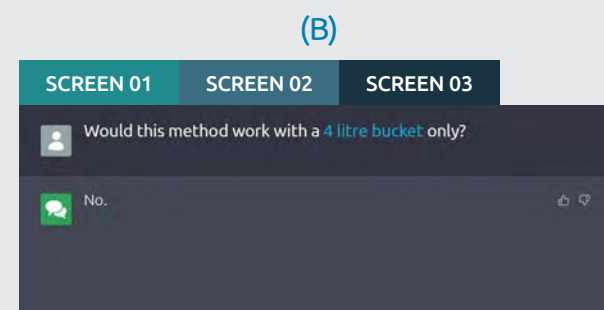 (B)
SCREEN 01 SCREEN 02 SCREEN 03
Would this method work with a 4 litre bucket only?
No.